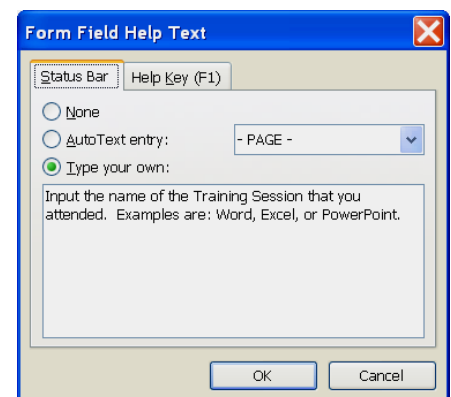 Form Field Help Text
Status Bar Help Key (F1)
None
AutoText entry: - PAGE -
Type your own:
Input the name of the Training Session that you
attended. Examples are: Word, Excel, or PowerPoint.
OK Cancel